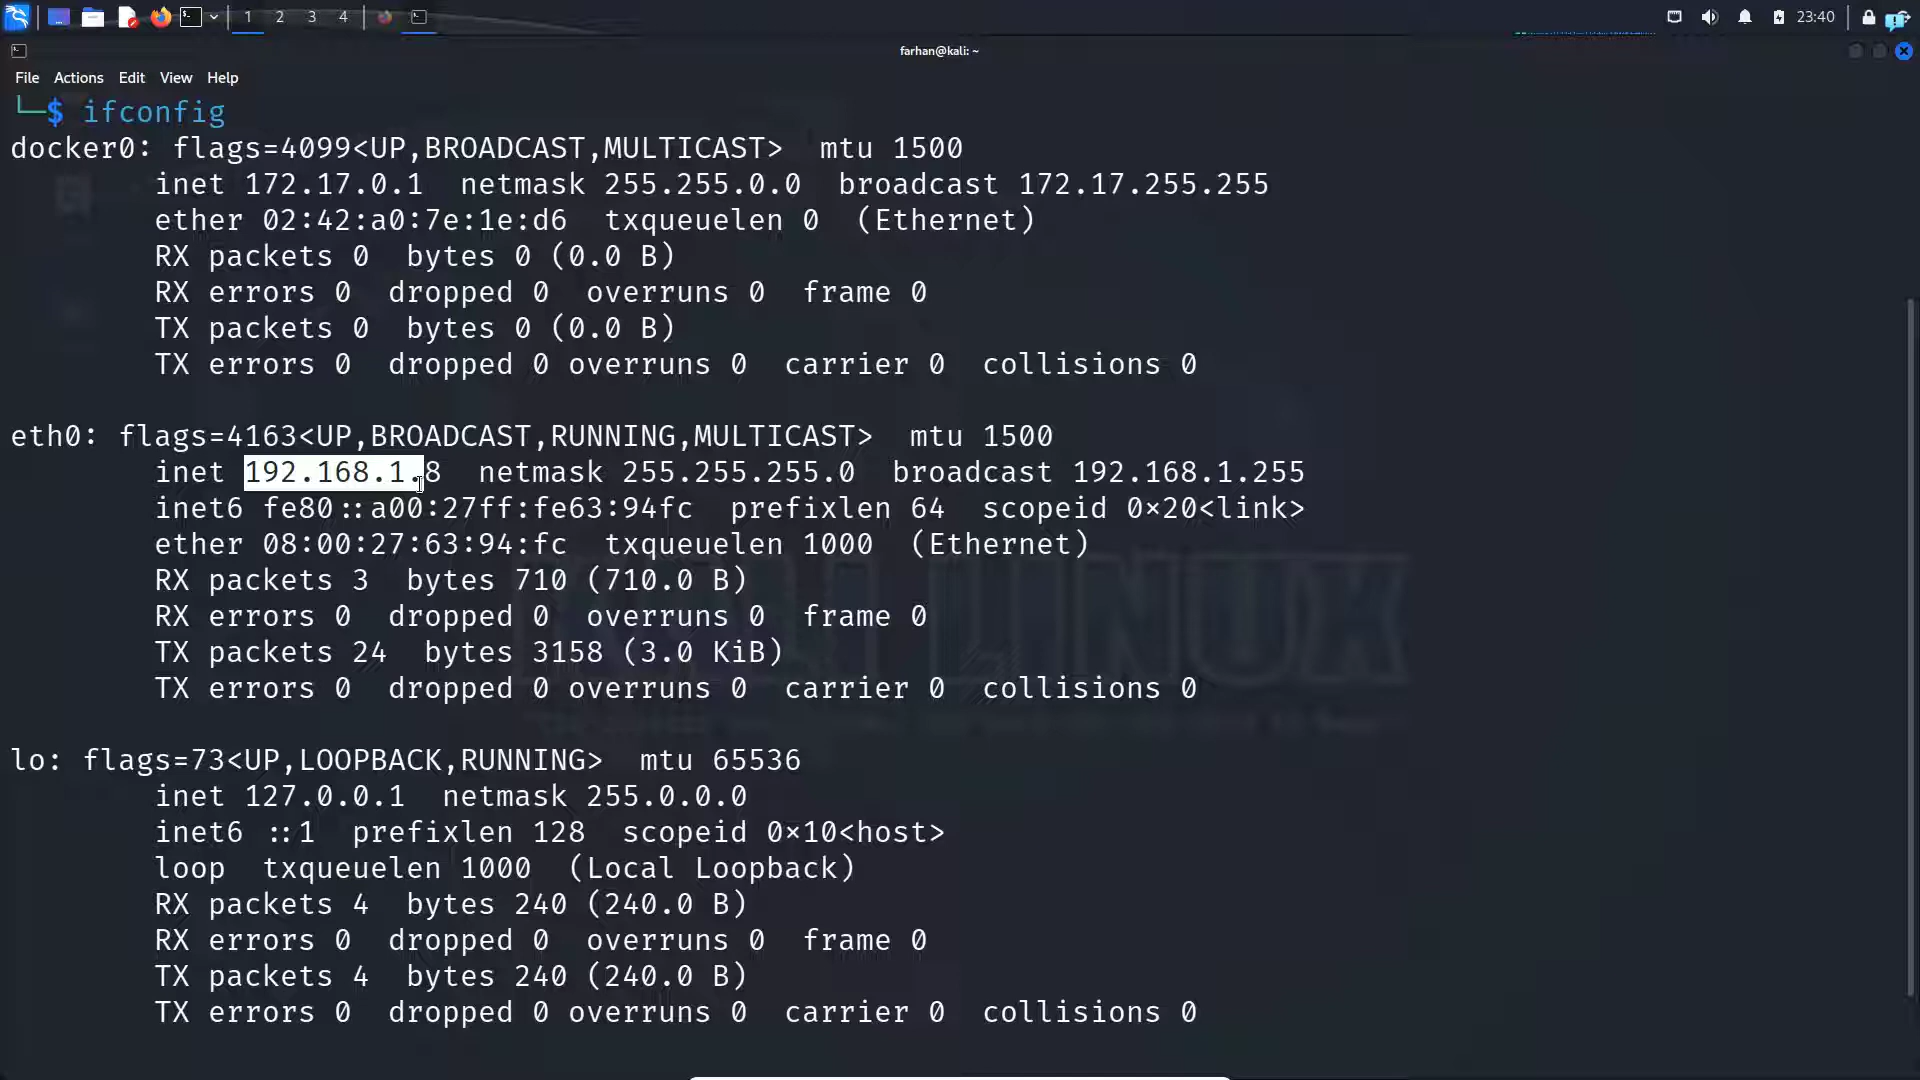 1 2 3 4 23:40
farhan@kali: ~
File Actions Edit View Help
└─$ ifconfig
docker0: flags=4099<UP,BROADCAST,MULTICAST>  mtu 1500
        inet 172.17.0.1  netmask 255.255.0.0  broadcast 172.17.255.255
        ether 02:42:a0:7e:1e:d6  txqueuelen 0  (Ethernet)
        RX packets 0  bytes 0 (0.0 B)
        RX errors 0  dropped 0  overruns 0  frame 0
        TX packets 0  bytes 0 (0.0 B)
        TX errors 0  dropped 0 overruns 0  carrier 0  collisions 0

eth0: flags=4163<UP,BROADCAST,RUNNING,MULTICAST>  mtu 1500
        inet 192.168.1.8  netmask 255.255.255.0  broadcast 192.168.1.255
        inet6 fe80::a00:27ff:fe63:94fc  prefixlen 64  scopeid 0×20<link>
        ether 08:00:27:63:94:fc  txqueuelen 1000  (Ethernet)
        RX packets 3  bytes 710 (710.0 B)
        RX errors 0  dropped 0  overruns 0  frame 0
        TX packets 24  bytes 3158 (3.0 KiB)
        TX errors 0  dropped 0 overruns 0  carrier 0  collisions 0

lo: flags=73<UP,LOOPBACK,RUNNING>  mtu 65536
        inet 127.0.0.1  netmask 255.0.0.0
        inet6 ::1  prefixlen 128  scopeid 0×10<host>
        loop  txqueuelen 1000  (Local Loopback)
        RX packets 4  bytes 240 (240.0 B)
        RX errors 0  dropped 0  overruns 0  frame 0
        TX packets 4  bytes 240 (240.0 B)
        TX errors 0  dropped 0 overruns 0  carrier 0  collisions 0
KALI LINUX